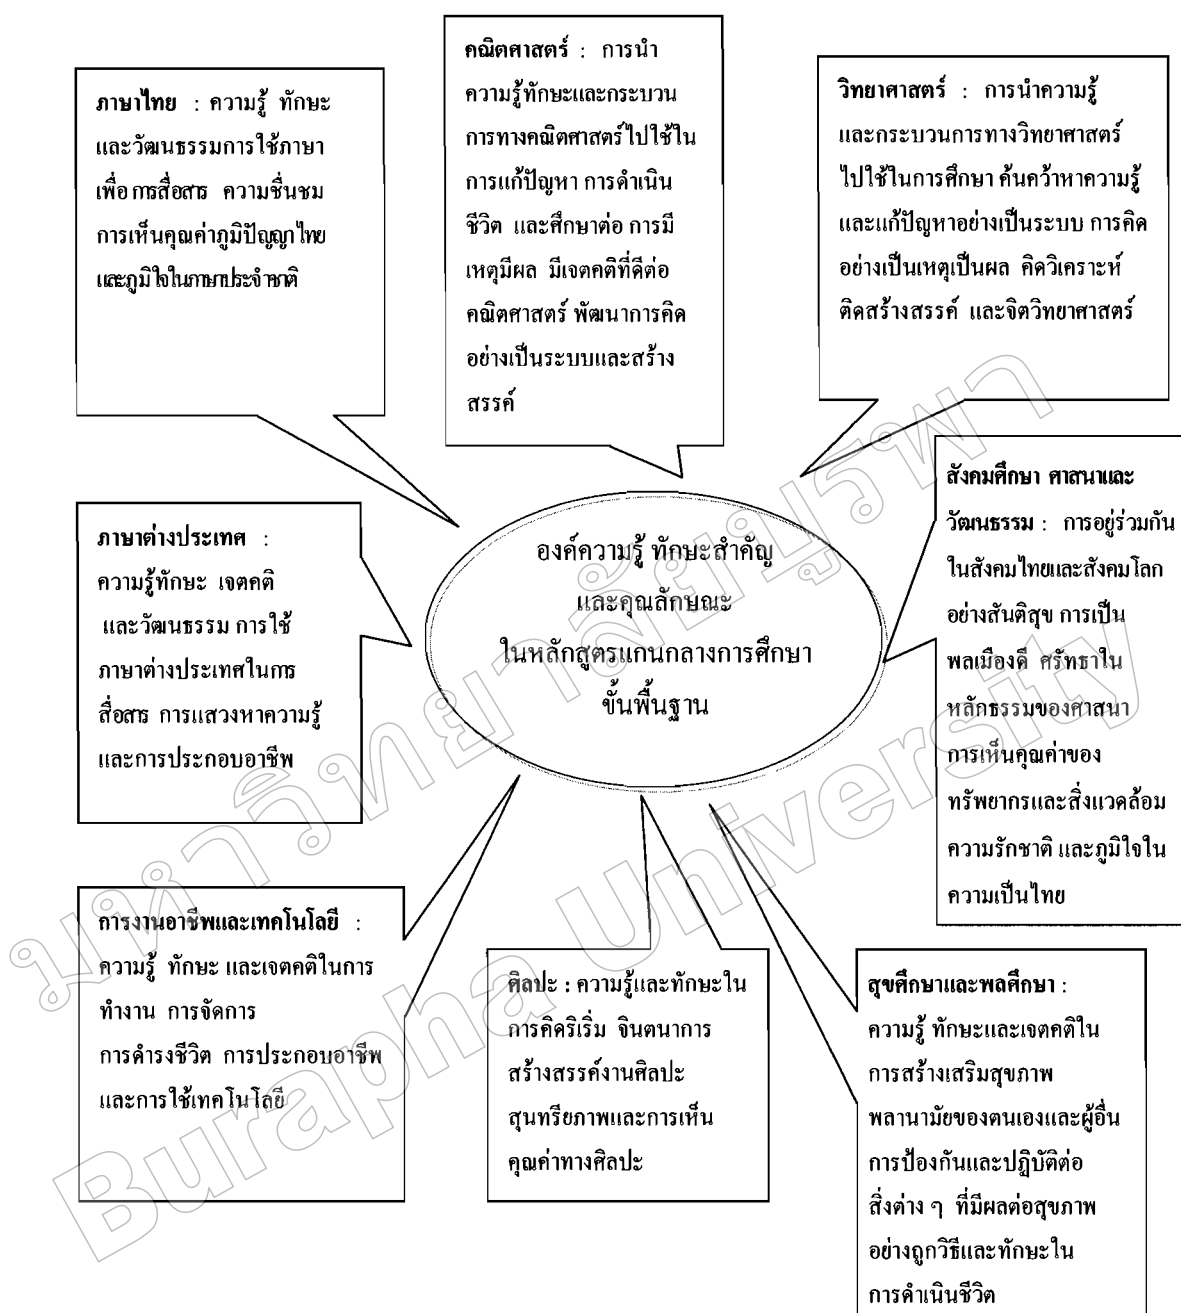 ภาษาไทย : ความรู้ ทักษะ
และวัฒนธรรมการใช้ภาษา
เพื่อ การสื่อสาร ความชื่นชม
การเห็นคุณค่าภูมิปัญญาไทย
และภูมิใจในภาษาประจำชาติ
คณิตศาสตร์ : การนำ
ความรู้ทักษะและกระบวน
การทางคณิตศาสตร์ไปใช้ใน
การแก้ปัญหา การดำเนิน
ชีวิต และศึกษาต่อ การมี
เหตุมีผล มีเจตคติที่ดีต่อ
คณิตศาสตร์ พัฒนาการคิด
อย่างเป็นระบบและสร้าง
สรรค์
วิทยาศาสตร์ : การนำความรู้
และกระบวนการทางวิทยาศาสตร์
ไปใช้ในการศึกษา ค้นคว้าหาความรู้
และแก้ปัญหาอย่างเป็นระบบ การคิด
อย่างเป็นเหตุเป็นผล คิดวิเคราะห์
ติดสร้างสรรค์ และจิตวิทยาศาสตร์
ภาษาต่างประเทศ :
ความรู้ทักษะ เจตคติ
และวัฒนธรรม การใช้
ภาษาต่างประเทศในการ
สื่อสาร การแสวงหาความรู้
และการประกอบอาชีพ
องค์ความรู้ ทักษะสำคัญ
และคุณลักษณะ
ในหลักสูตรแกนกลางการศึกษา
ขั้นพื้นฐาน
สังคมศึกษา ศาสนาและ
วัฒนธรรม : การอยู่ร่วมกัน
ในสังคมไทยและสังคมโลก
อย่างสันติสุข การเป็น
พลเมืองดี ศรัทธาใน
หลักธรรมของศาสนา
การเห็นคุณค่าของ
ทรัพยากรและสิ่งแวดล้อม
ความรักชาติ และภูมิใจใน
ความเป็นไทย
การงานอาชีพและเทคโนโลยี :
ความรู้ ทักษะ และเจตคติในการ
ทำงาน การจัดการ
การดำรงชีวิต การประกอบอาชีพ
และการใช้เทคโนโลยี
ศิลปะ : ความรู้และทักษะใน
การคิดริเริ่ม จินตนาการ
สร้างสรรค์งานศิลปะ
สุนทรียภาพและการเห็น
คุณค่าทางศิลปะ
สุขศึกษาและพลศึกษา :
ความรู้ ทักษะและเจตคติใน
การสร้างเสริมสุขภาพ
พลานามัยของตนเองและผู้อื่น
การป้องกันและปฏิบัติต่อ
สิ่งต่าง ๆ ที่มีผลต่อสุขภาพ
อย่างถูกวิธีและทักษะใน
การดำเนินชีวิต
มหาวิทยาลัยบูรพา
Burapha University